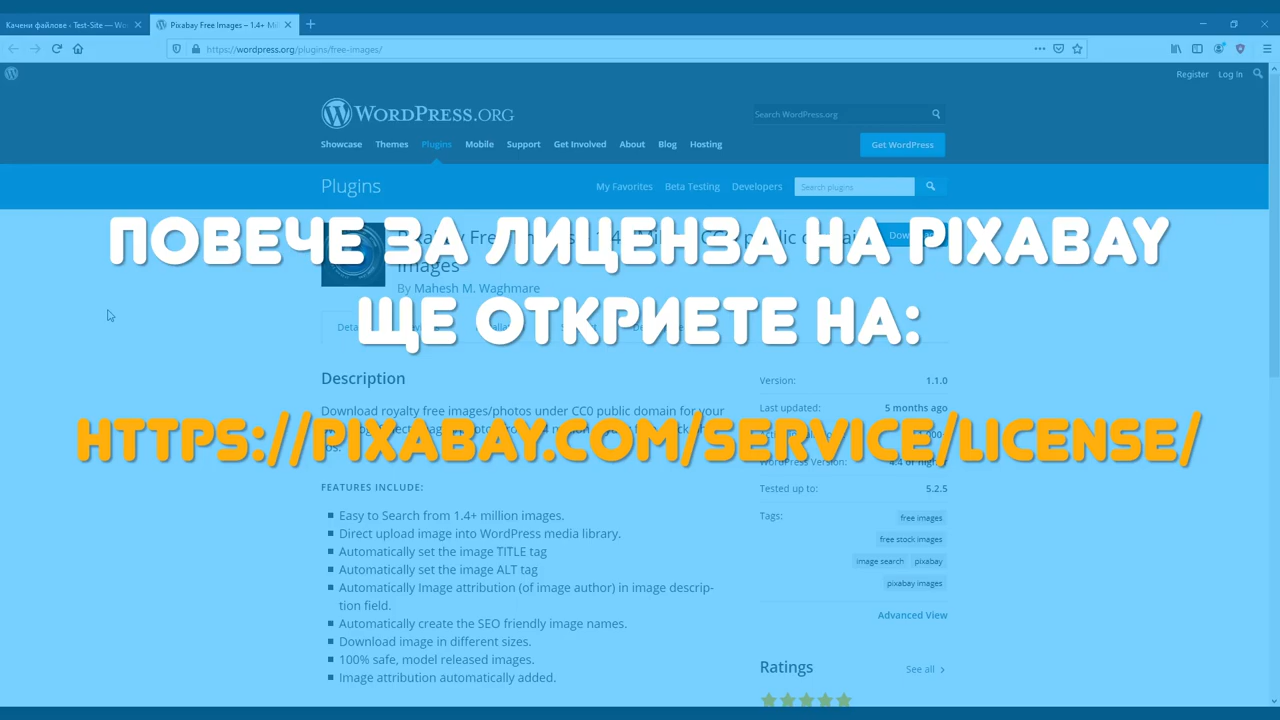 Качени файлове ‹ Test-Site — Wo
Pixabay Free Images – 1.4+ Mil
https://wordpress.org/plugins/free-images/
Register Log In
WORDPRESS.ORG
Search WordPress.org
Showcase Themes Plugins Mobile Support Get Involved About Blog Hosting
Get WordPress
Plugins
My Favorites Beta Testing Developers
Search plugins
ПОВЕЧЕ ЗА ЛИЦЕНЗА НА PIXABAY
ЩЕ ОТКРИЕТЕ НА:
HTTPS://PIXABAY.COM/SERVICE/LICENSE/
Images
By Mahesh M. Waghmare
Description
Download royalty free images/photos under CC0 public domain for your
FEATURES INCLUDE:
Easy to Search from 1.4+ million images.
Direct upload image into WordPress media library.
Automatically set the image TITLE tag
Automatically set the image ALT tag
Automatically Image attribution (of image author) in image descrip-
tion field.
Automatically create the SEO friendly image names.
Download image in different sizes.
100% safe, model released images.
Image attribution automatically added.
Version: 1.1.0
Last updated: 5 months ago
WordPress Version: 4.4 or higher
Tested up to: 5.2.5
Tags: free images
free stock images
image search pixabay
pixabay images
Advanced View
Ratings See all